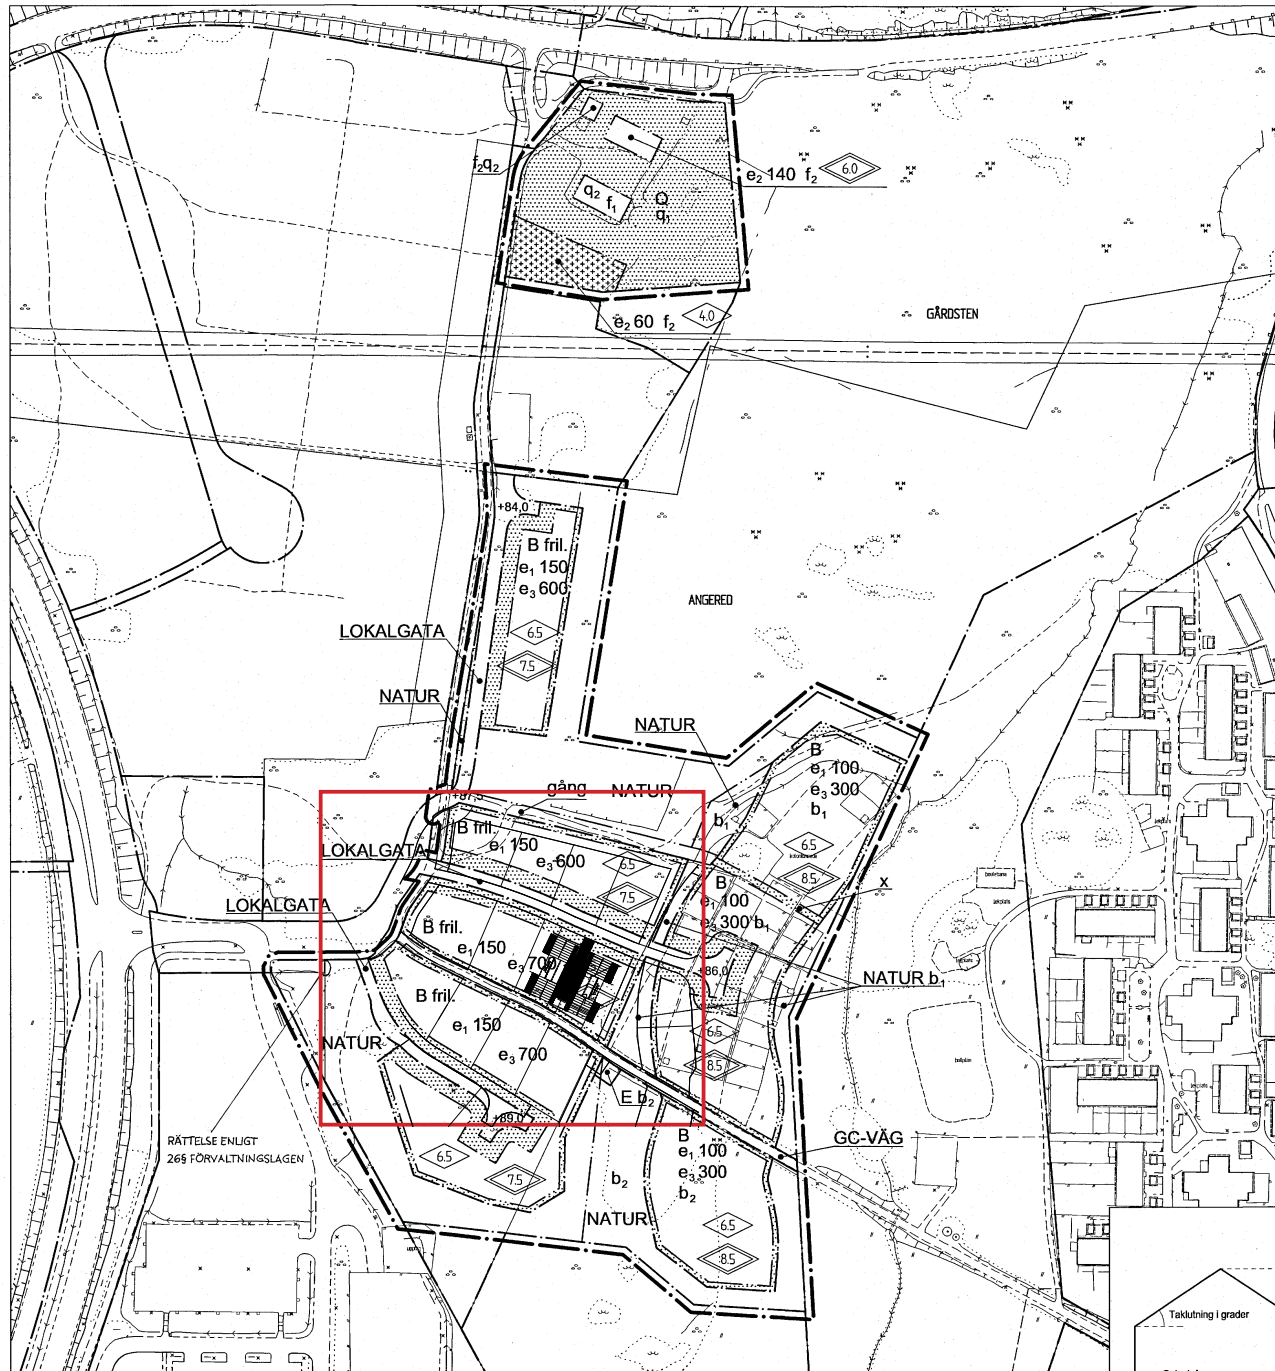 f₂q₂
e₂ 140 f₂
6.0
q₂ f₁
Q
q₁
e₂ 60 f₂
4.0
GÅRDSTEN
+84,0
B fril.
e₁ 150
e₃ 600
6.5
7.5
ANGERED
LOKALGATA
NATUR
NATUR
B
e₁ 100
e₃ 300
b₁
6.5
8.5
b₁
gång
NATUR
B fril.
e₁ 150
e₃ 600
6.5
7.5
LOKALGATA
LOKALGATA
B
e₁ 100
e₃ 300 b₁
x
B fril.
e₁ 150
e₃ 700
+86,0
NATUR b₁
6.5
8.5
B fril.
e₁ 150
e₃ 700
NATUR
E b₂
+89,0
GC-VÄG
RÄTTELSE ENLIGT
26§ FÖRVALTNINGSLAGEN
6.5
7.5
B
e₁ 100
e₃ 300
b₂
b₂
NATUR
6.5
8.5
bollplan
lekplats
Taklutning i grader